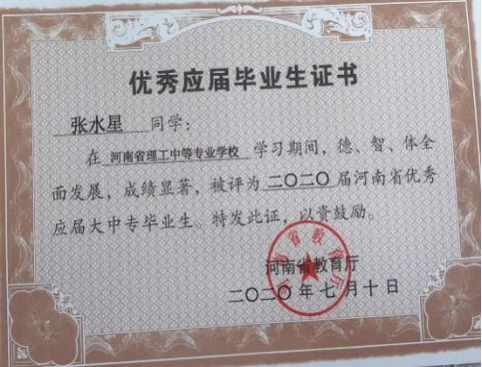 优秀应届毕业生证书
张水星 同学：
在 河南省理工中等专业学校 学习期间，德、智、体全
面发展，成绩显著，被评为二〇二〇届河南省优秀
应届大中专毕业生。特发此证，以资鼓励。
河南省教育厅
二〇二〇年七月十日